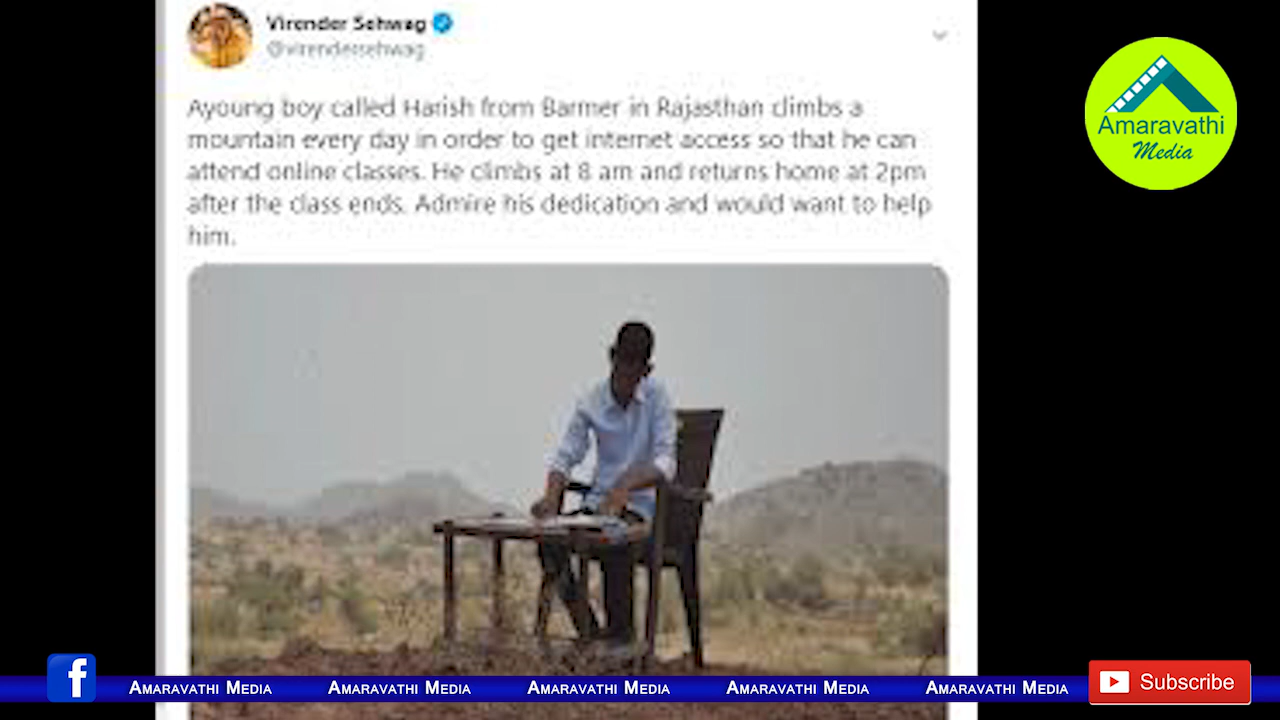 Virender Sehwag
@virendersehwag
Ayoung boy called Harish from Barmer in Rajasthan climbs a
mountain every day in order to get internet access so that he can
attend online classes. He climbs at 8 am and returns home at 2pm
after the class ends. Admire his dedication and would want to help
him.
Amaravathi
Media
f
AMARAVATHI MEDIA AMARAVATHI MEDIA AMARAVATHI MEDIA AMARAVATHI MEDIA AMARAVATHI MEDIA
Subscribe